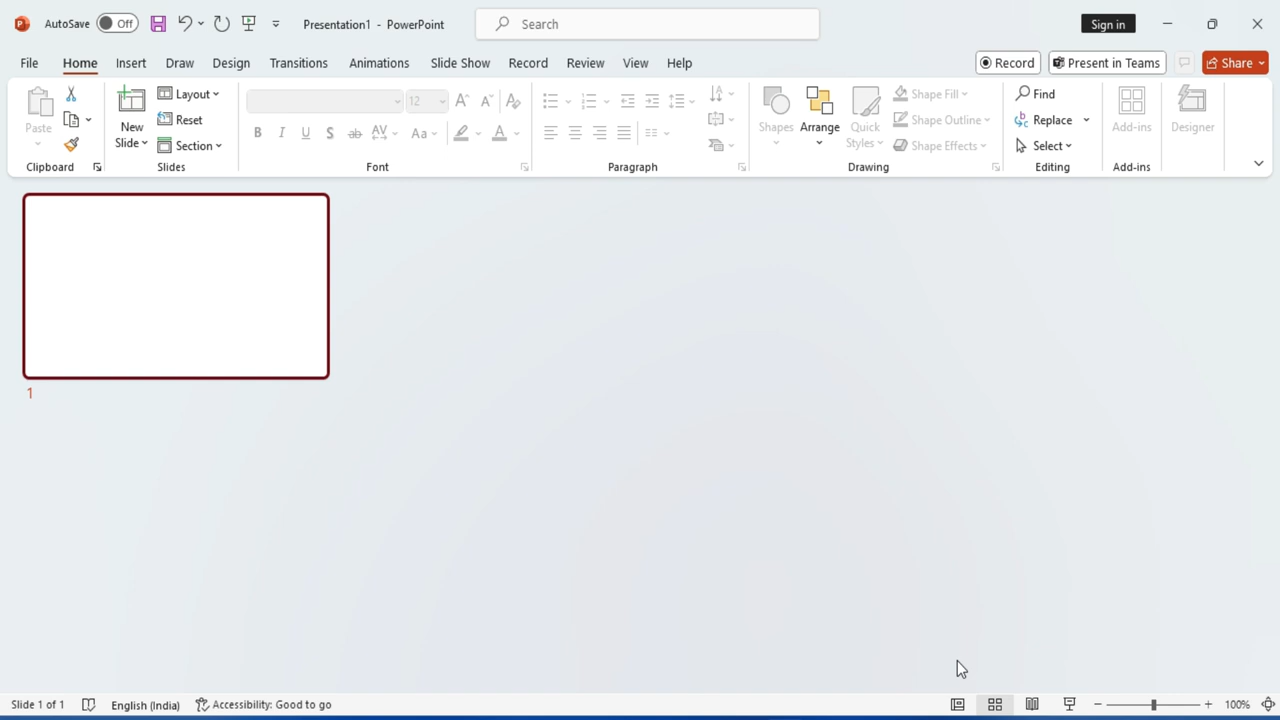 AutoSave Off Presentation1 - PowerPoint Search Sign in
File Home Insert Draw Design Transitions Animations Slide Show Record Review View Help Record Present in Teams Share
Paste
Clipboard
New Slide
Layout
Reset
Section
Slides
12
B I U S ab AV Aa A
Font
Paragraph
Shapes
Arrange
Quick Styles
Shape Fill
Shape Outline
Shape Effects
Drawing
Find
Replace
Select
Editing
Add-ins
Add-ins
Designer
1
Slide 1 of 1 English (India) Accessibility: Good to go 100%